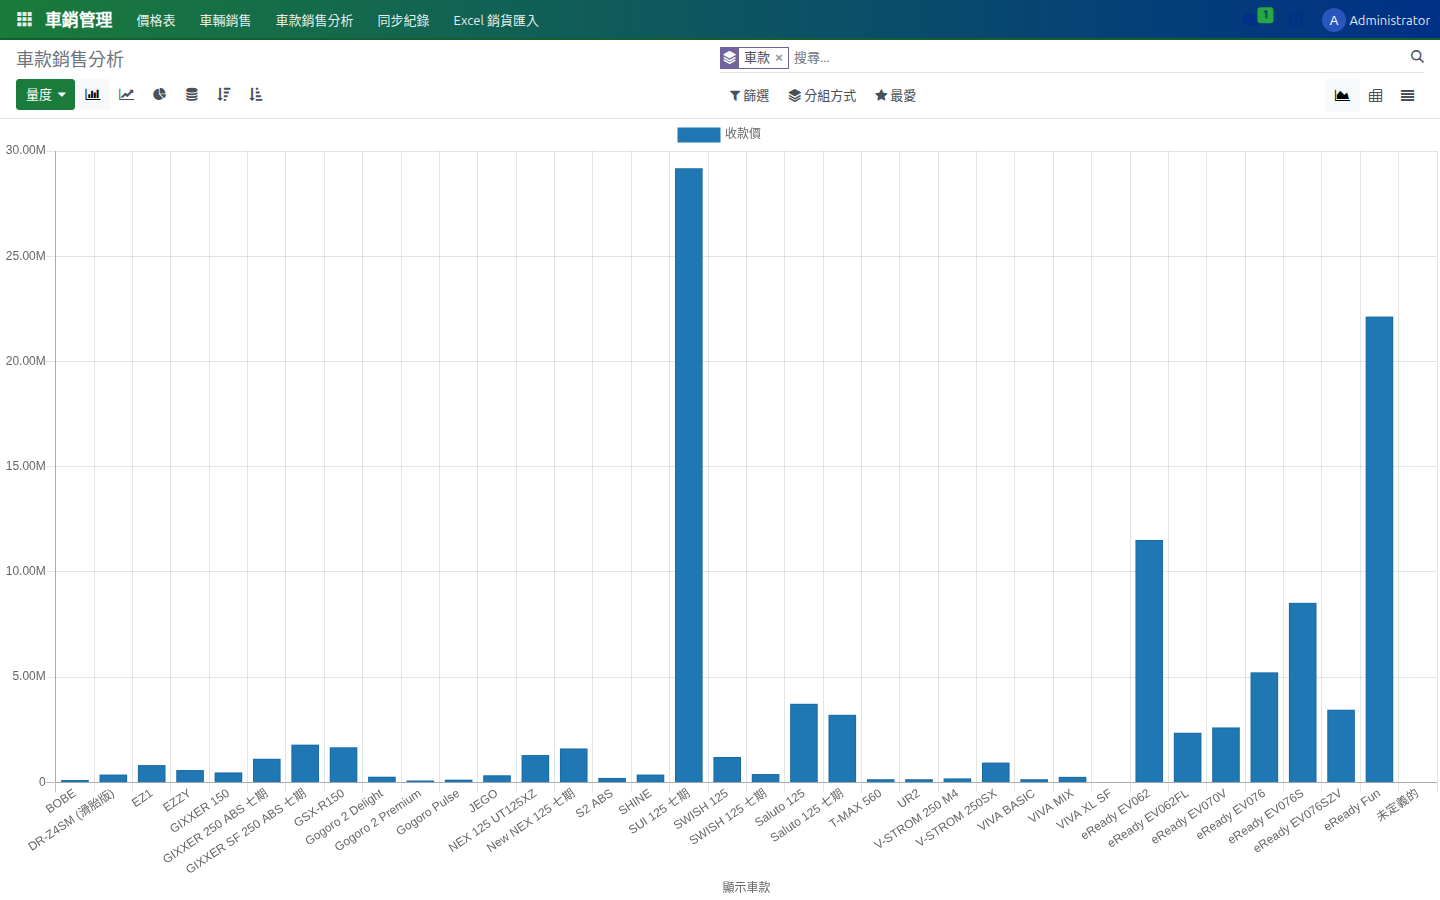 車銷管理 價格表 車輛銷售 車款銷售分析 同步紀錄 Excel 銷貨匯入 1 A Administrator
車款銷售分析
車款 × 搜尋...
量度
篩選 分組方式 最愛
收款價
30.00M
25.00M
20.00M
15.00M
10.00M
5.00M
0
BOBE
DR-Z4SM (滑胎版)
EZ1
EZZY
GIXXER 150
GIXXER 250 ABS 七期
GIXXER SF 250 ABS 七期
GSX-R150
Gogoro 2 Delight
Gogoro 2 Premium
Gogoro Pulse
JEGO
NEX 125 UT125XZ
New NEX 125 七期
S2 ABS
SHINE
SUI 125 七期
SWISH 125
SWISH 125 七期
Saluto 125
Saluto 125 七期
T-MAX 560
UR2
V-STROM 250 M4
V-STROM 250SX
VIVA BASIC
VIVA MIX
VIVA XL SF
eReady EV062
eReady EV062FL
eReady EV070V
eReady EV076
eReady EV076S
eReady EV076SZV
eReady Fun
未定義的
顯示車款